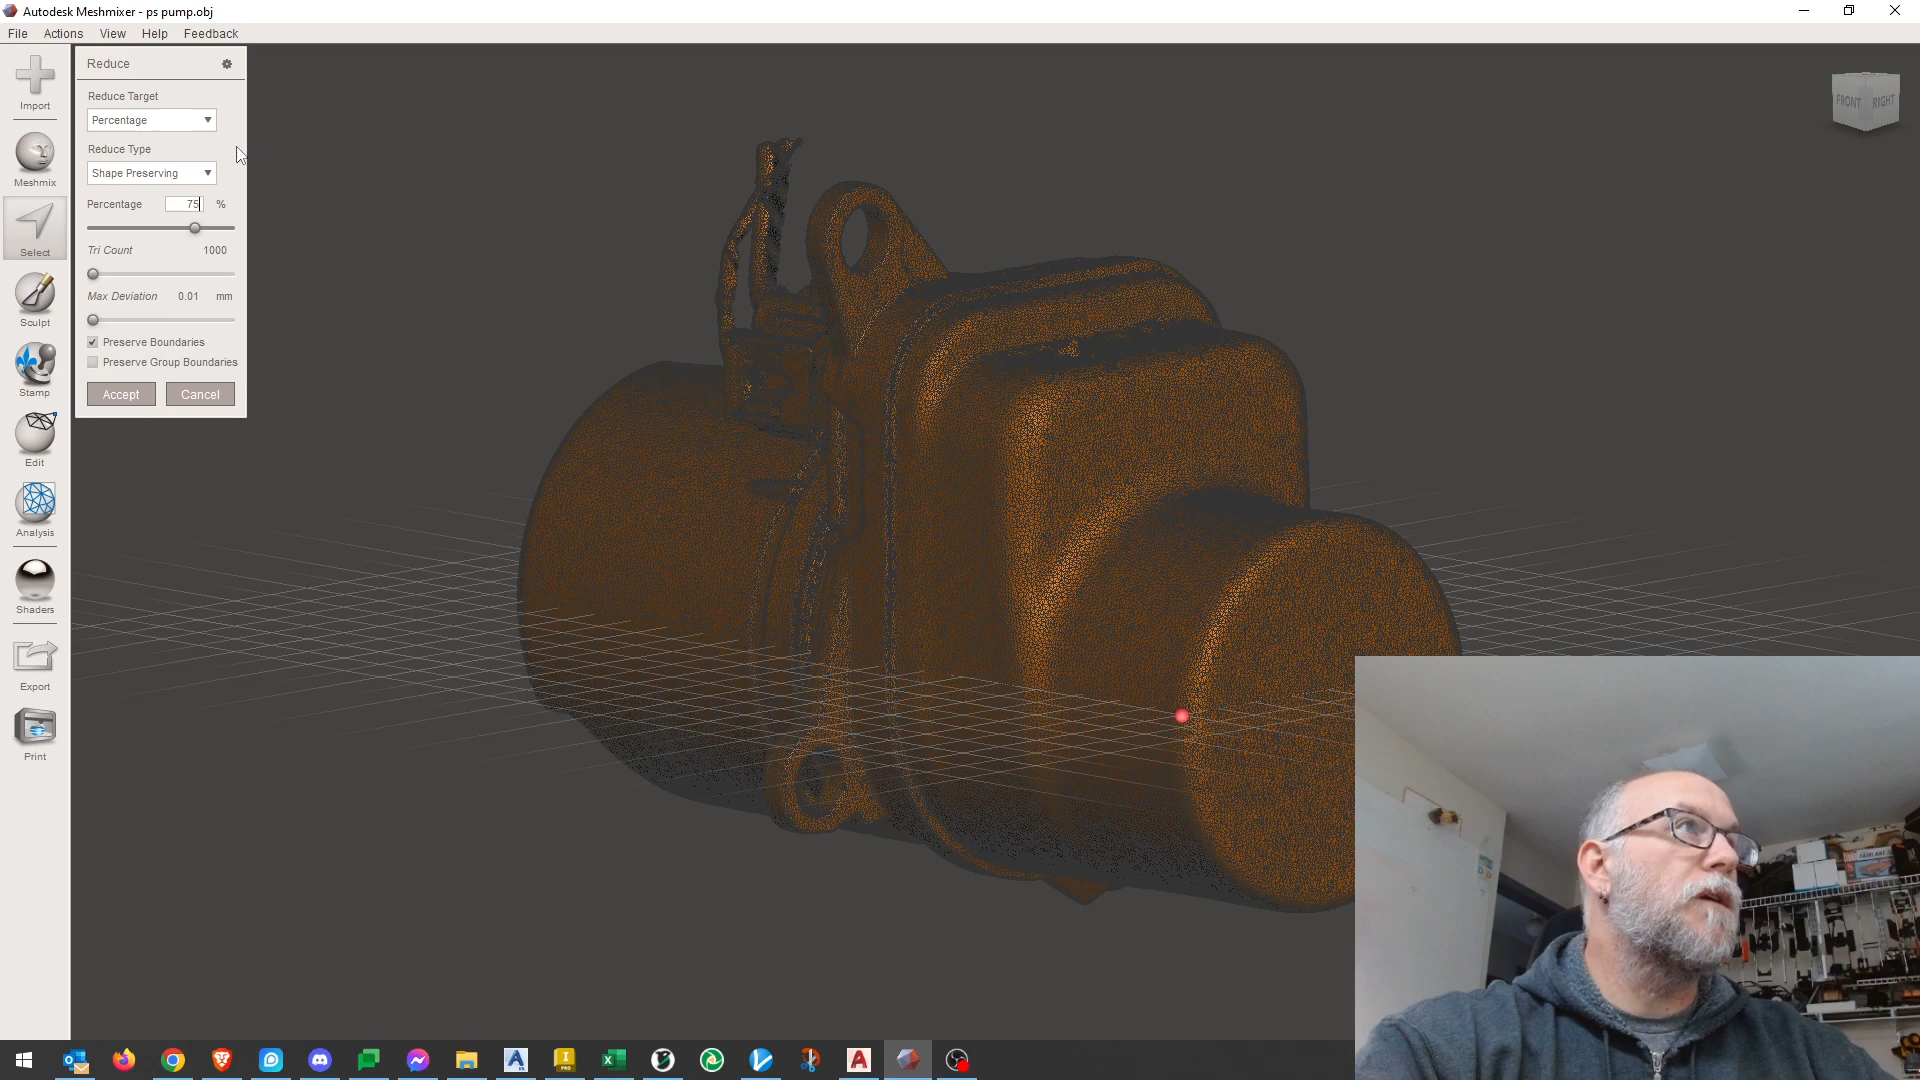 Autodesk Meshmixer - ps pump.obj
File Actions View Help Feedback
Import
Meshmix
Select
Sculpt
Stamp
Edit
Analysis
Shaders
Export
Print
Reduce
Reduce Target
Percentage
Reduce Type
Shape Preserving
Percentage 75 %
Tri Count 1000
Max Deviation 0.01 mm
Preserve Boundaries
Preserve Group Boundaries
Accept Cancel
FRONT RIGHT